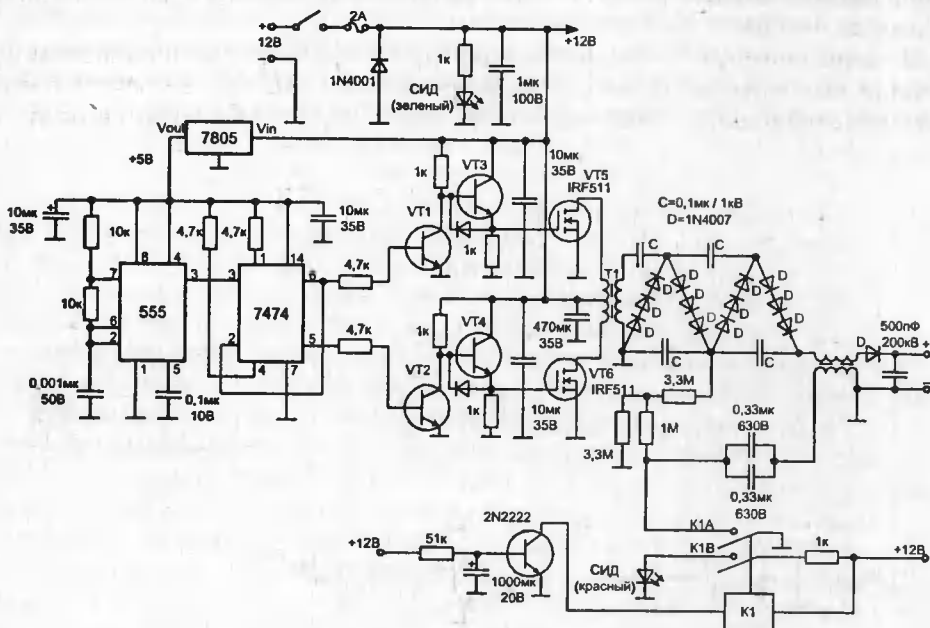 2А
+
12В
–
1N4001
1к
СИД
(зеленый)
1мк
100В
12В
Vout
7805
Vin
+5В
10мк
35В
10к
10к
0,001мк
50В
7
6
2
8
4
3
555
1
5
0,1мк
10В
4,7к
4,7к
3
2
1
14
6
5
7474
4
7
10мк
35В
4,7к
4,7к
1к
VT1
VT3
1к
10мк
35В
VT5
IRF511
1к
VT2
VT4
1к
10мк
35В
470мк
35В
VT6
IRF511
T1
C=0,1мк / 1кВ
D=1N4007
C
C
D
D
D
D
D
D
D
D
D
D
D
D
C
C
3,3М
3,3М
1М
0,33мк
630В
0,33мк
630В
D
500пФ
200кВ
+
2N2222
+12В
51к
1000мк
20В
К1А
К1В
СИД
(красный)
1к
+12В
К1